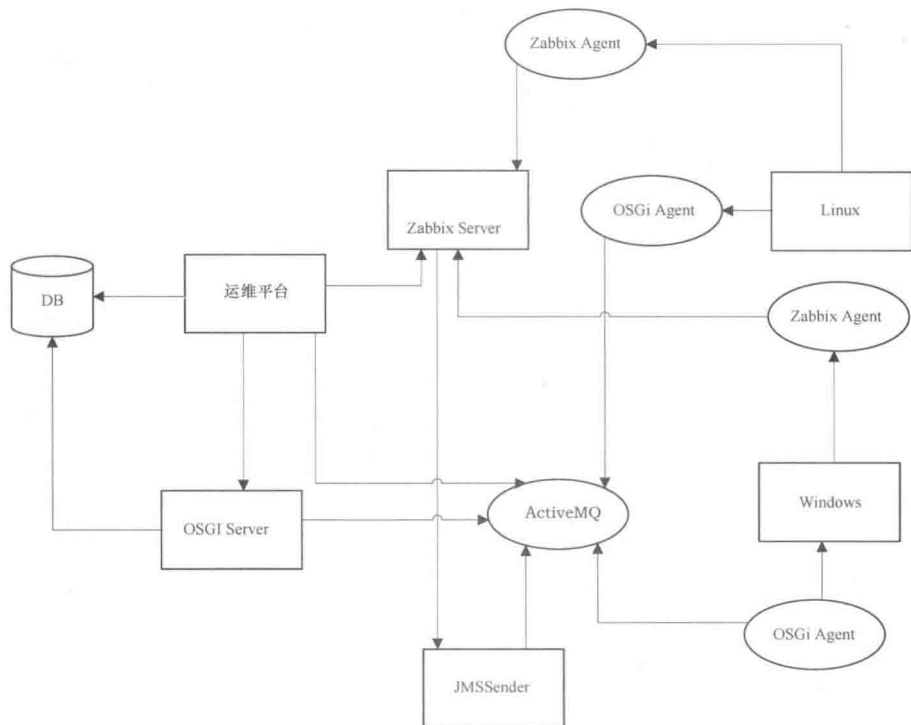 Zabbix Agent
Zabbix Server
OSGi Agent
Linux
DB
运维平台
Zabbix Agent
OSGI Server
ActiveMQ
Windows
OSGi Agent
JMSSender